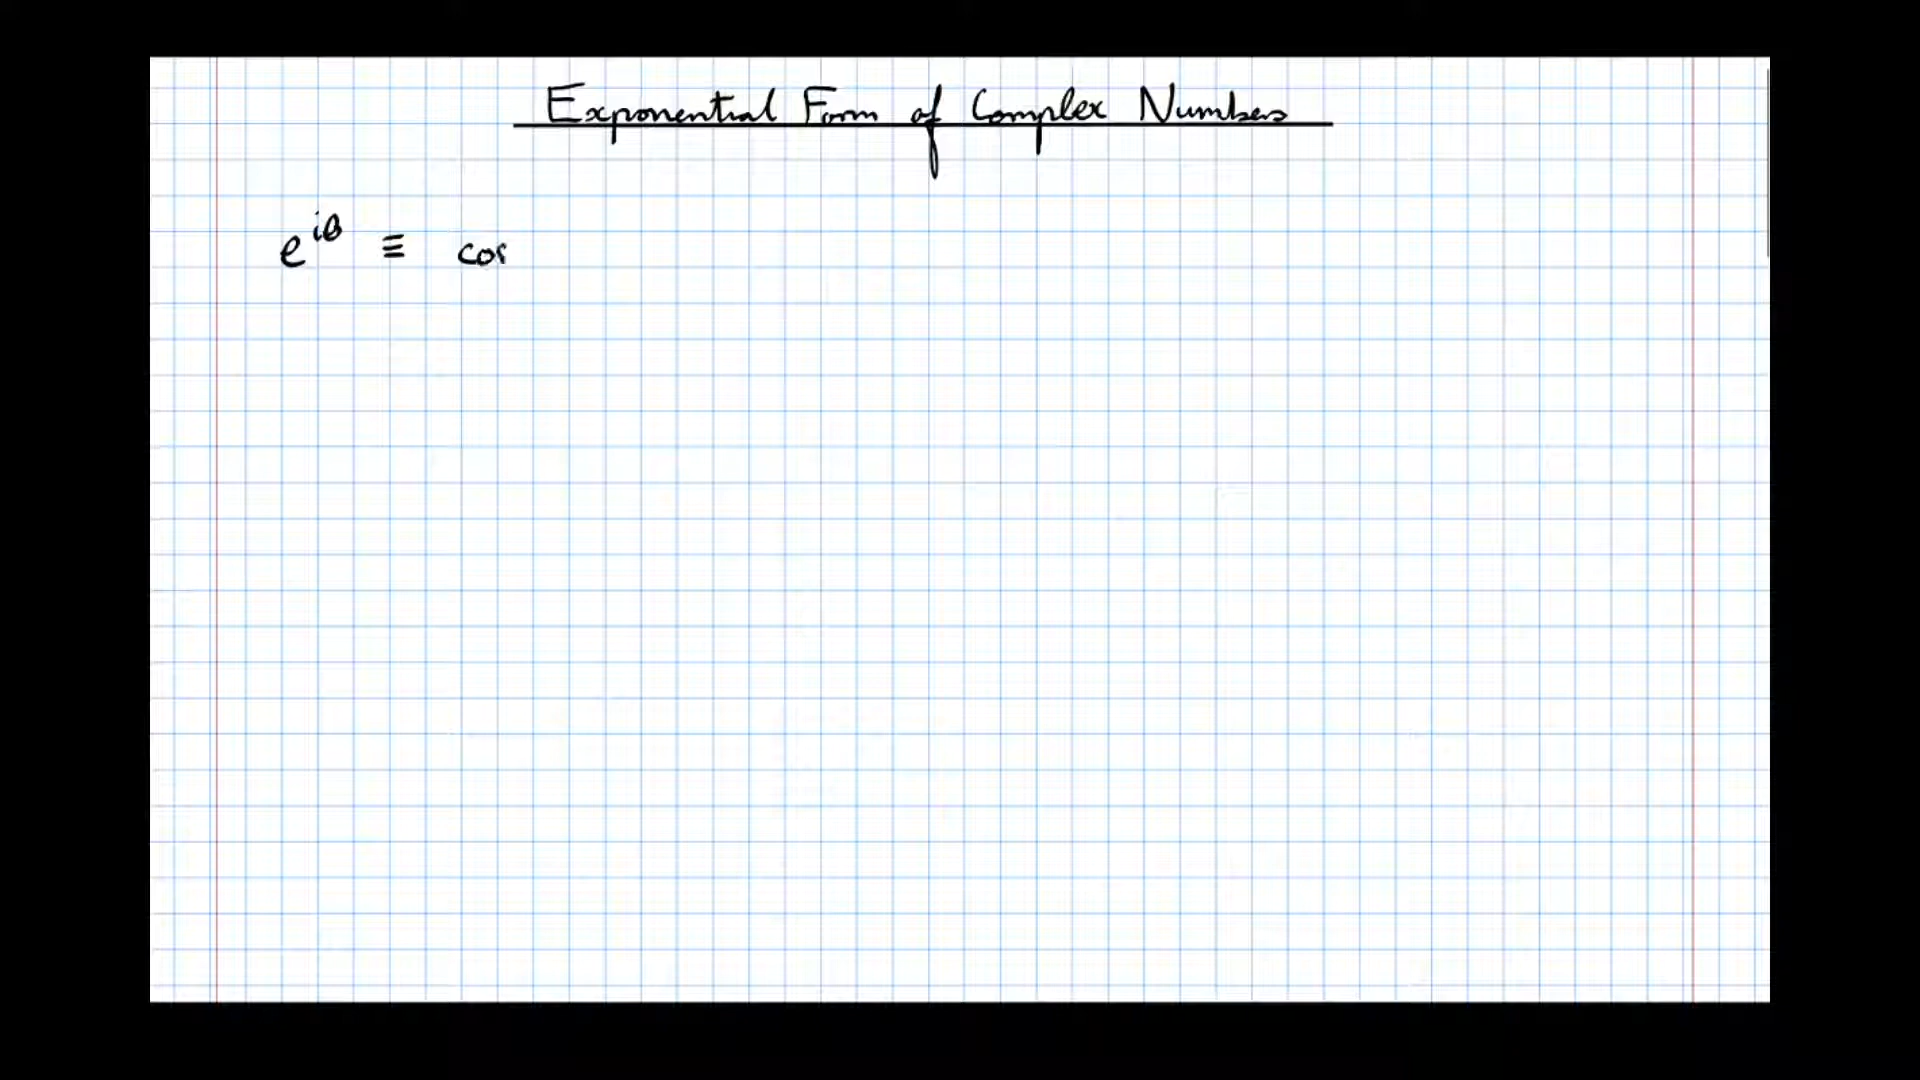 Exponential Form of Complex Numbers
e^{iθ} ≡ cos